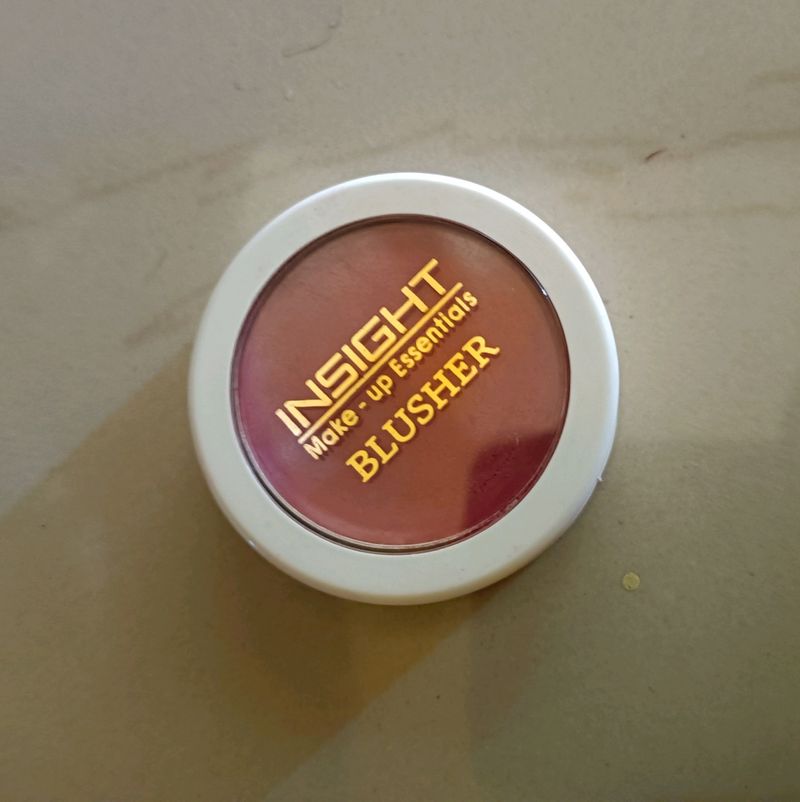 INSIGHT
Make - up Essentials
BLUSHER